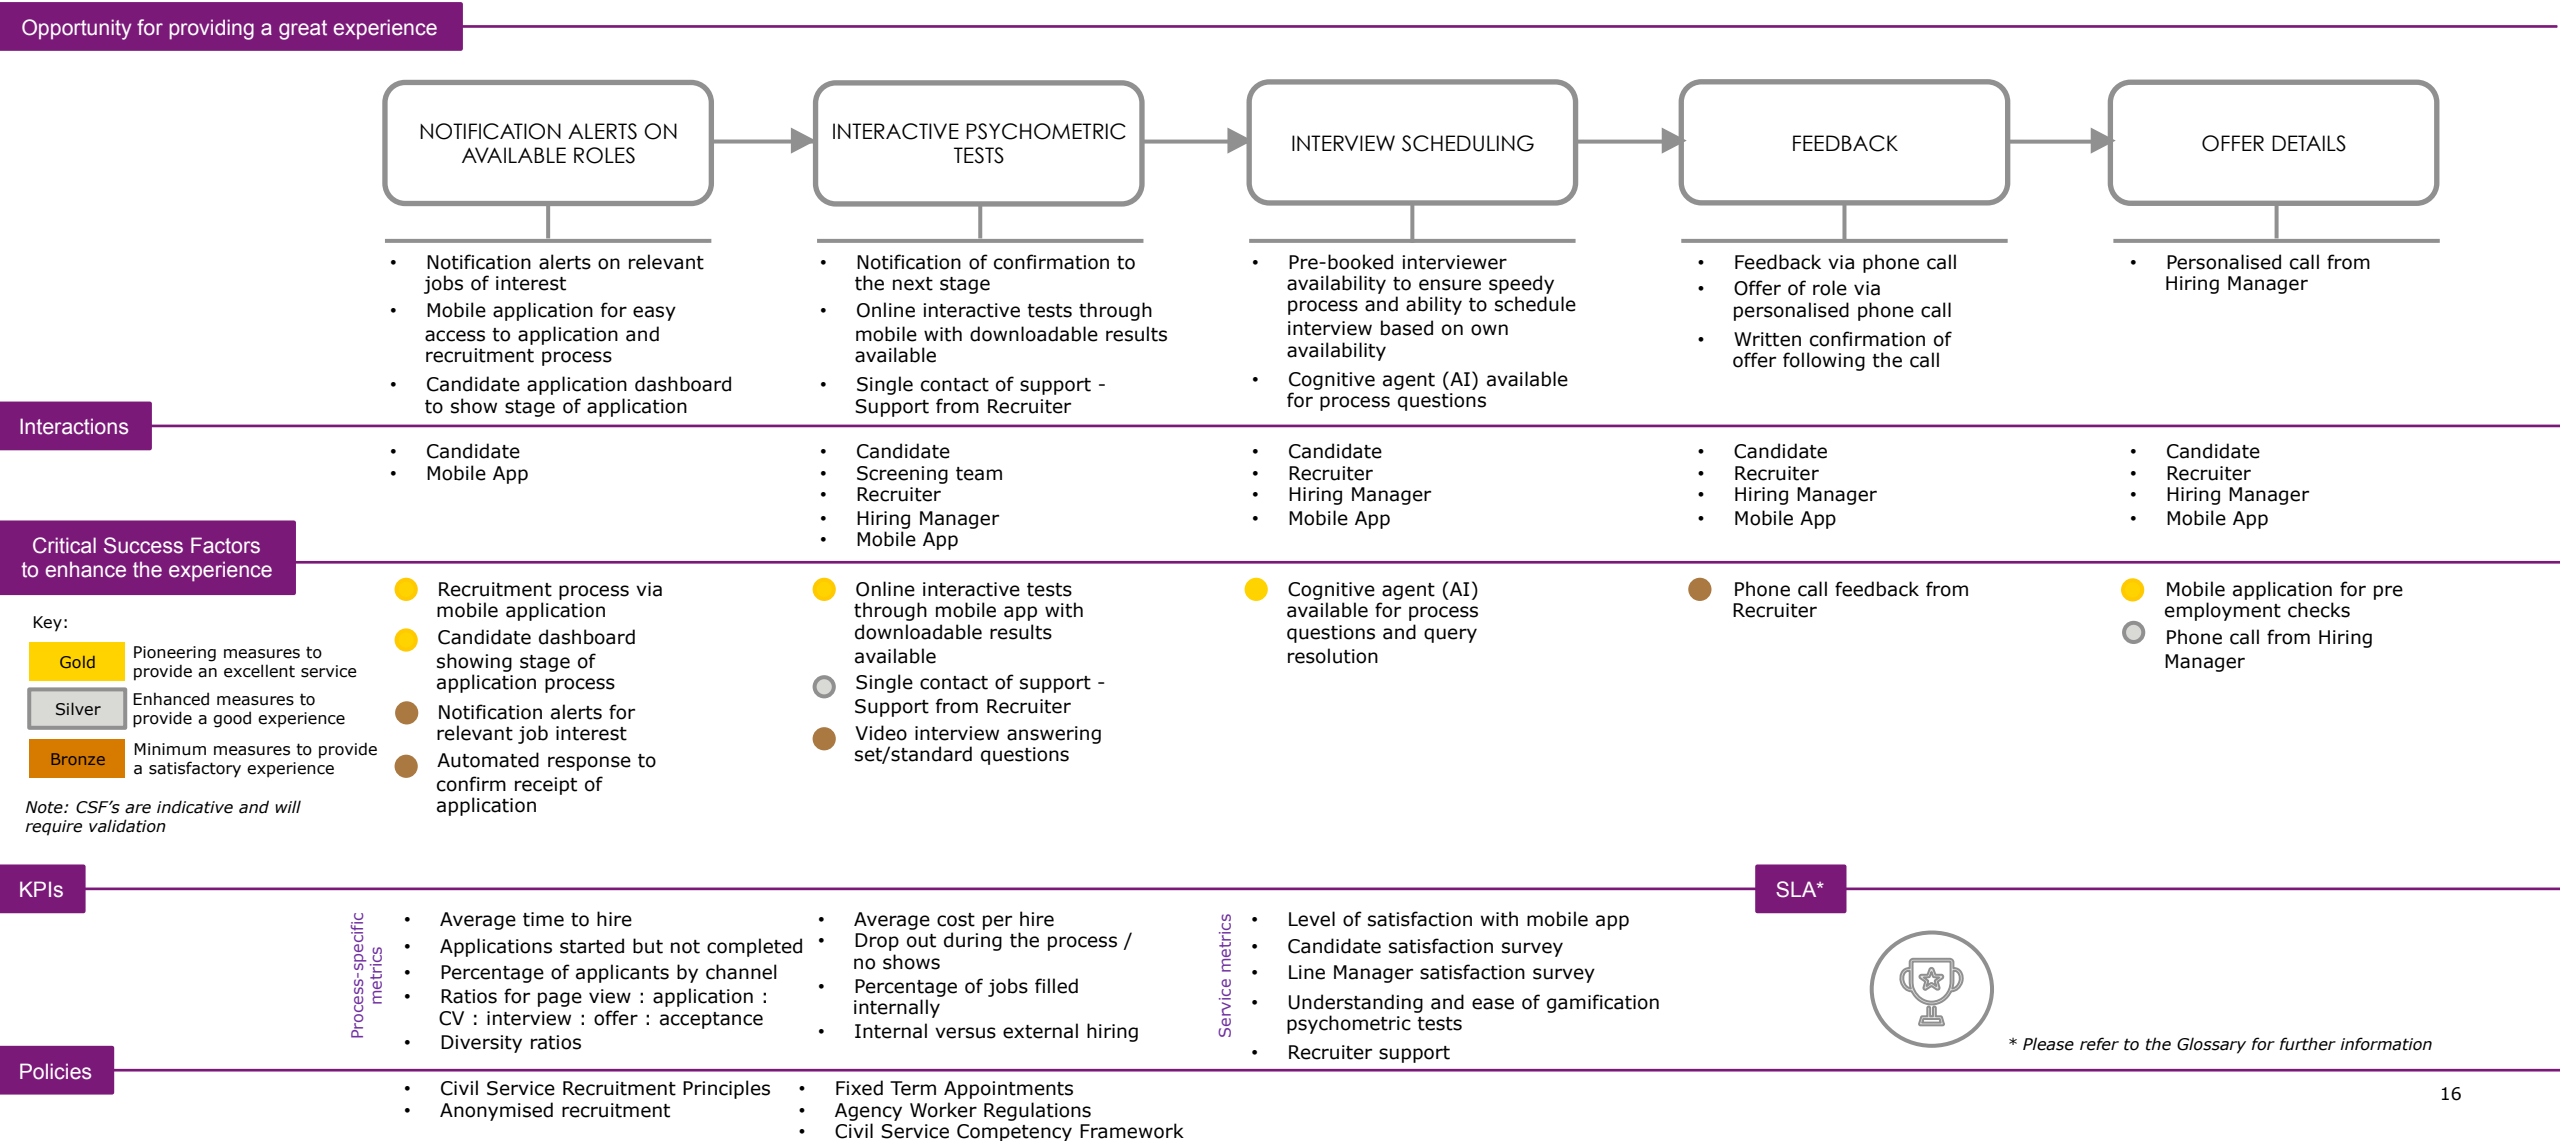 Opportunity for providing a great experience
NOTIFICATION ALERTS ON
AVAILABLE ROLES
INTERACTIVE PSYCHOMETRIC
TESTS
INTERVIEW SCHEDULING
FEEDBACK
OFFER DETAILS
• Notification alerts on relevant
jobs of interest
• Mobile application for easy
access to application and
recruitment process
• Candidate application dashboard
to show stage of application
• Notification of confirmation to
the next stage
• Online interactive tests through
mobile with downloadable results
available
• Single contact of support -
Support from Recruiter
• Pre-booked interviewer
availability to ensure speedy
process and ability to schedule
interview based on own
availability
• Cognitive agent (AI) available
for process questions
• Feedback via phone call
• Offer of role via
personalised phone call
• Written confirmation of
offer following the call
• Personalised call from
Hiring Manager
Interactions
• Candidate
• Mobile App
• Candidate
• Screening team
• Recruiter
• Hiring Manager
• Mobile App
• Candidate
• Recruiter
• Hiring Manager
• Mobile App
• Candidate
• Recruiter
• Hiring Manager
• Mobile App
• Candidate
• Recruiter
• Hiring Manager
• Mobile App
Critical Success Factors
to enhance the experience
Key:
Gold
Pioneering measures to
provide an excellent service
Silver
Enhanced measures to
provide a good experience
Bronze
Minimum measures to provide
a satisfactory experience
Note: CSF’s are indicative and will
require validation
Recruitment process via
mobile application
Candidate dashboard
showing stage of
application process
Notification alerts for
relevant job interest
Automated response to
confirm receipt of
application
Online interactive tests
through mobile app with
downloadable results
available
Single contact of support -
Support from Recruiter
Video interview answering
set/standard questions
Cognitive agent (AI)
available for process
questions and query
resolution
Phone call feedback from
Recruiter
Mobile application for pre
employment checks
Phone call from Hiring
Manager
KPIs
SLA*
Process-specific
metrics
• Average time to hire
• Applications started but not completed
• Percentage of applicants by channel
• Ratios for page view : application :
CV : interview : offer : acceptance
• Diversity ratios
• Average cost per hire
• Drop out during the process /
no shows
• Percentage of jobs filled
internally
• Internal versus external hiring
Service metrics
• Level of satisfaction with mobile app
• Candidate satisfaction survey
• Line Manager satisfaction survey
• Understanding and ease of gamification
psychometric tests
• Recruiter support
* Please refer to the Glossary for further information
Policies
• Civil Service Recruitment Principles
• Anonymised recruitment
• Fixed Term Appointments
• Agency Worker Regulations
• Civil Service Competency Framework
16